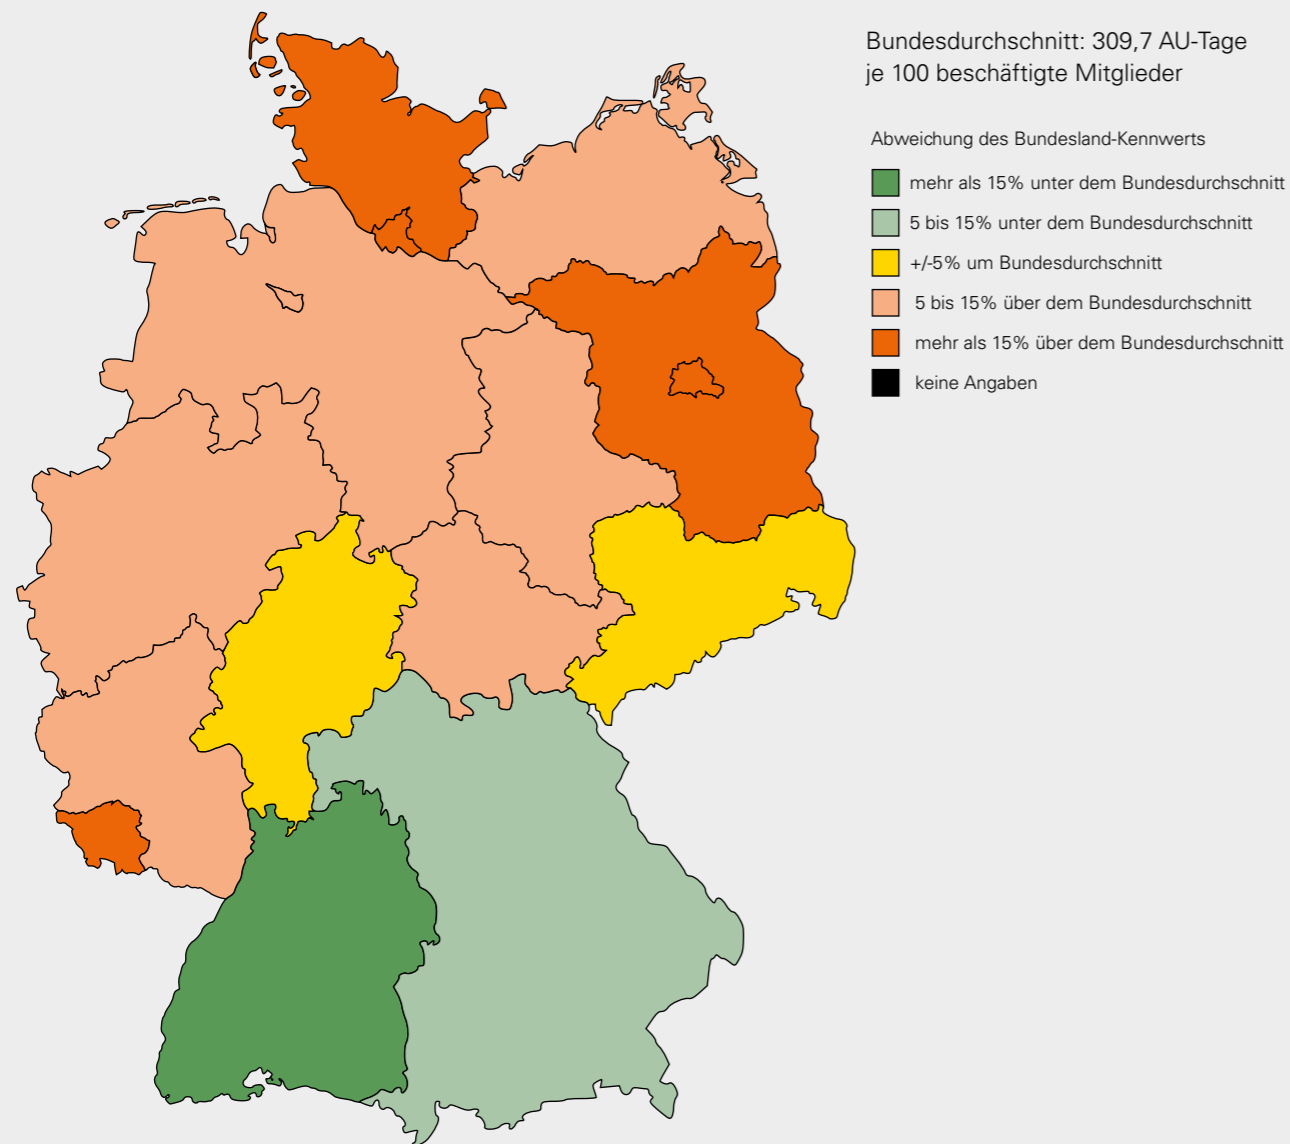 Bundesdurchschnitt: 309,7 AU-Tage
je 100 beschäftigte Mitglieder
Abweichung des Bundesland-Kennwerts
mehr als 15% unter dem Bundesdurchschnitt
5 bis 15% unter dem Bundesdurchschnitt
+/-5% um Bundesdurchschnitt
5 bis 15% über dem Bundesdurchschnitt
mehr als 15% über dem Bundesdurchschnitt
keine Angaben